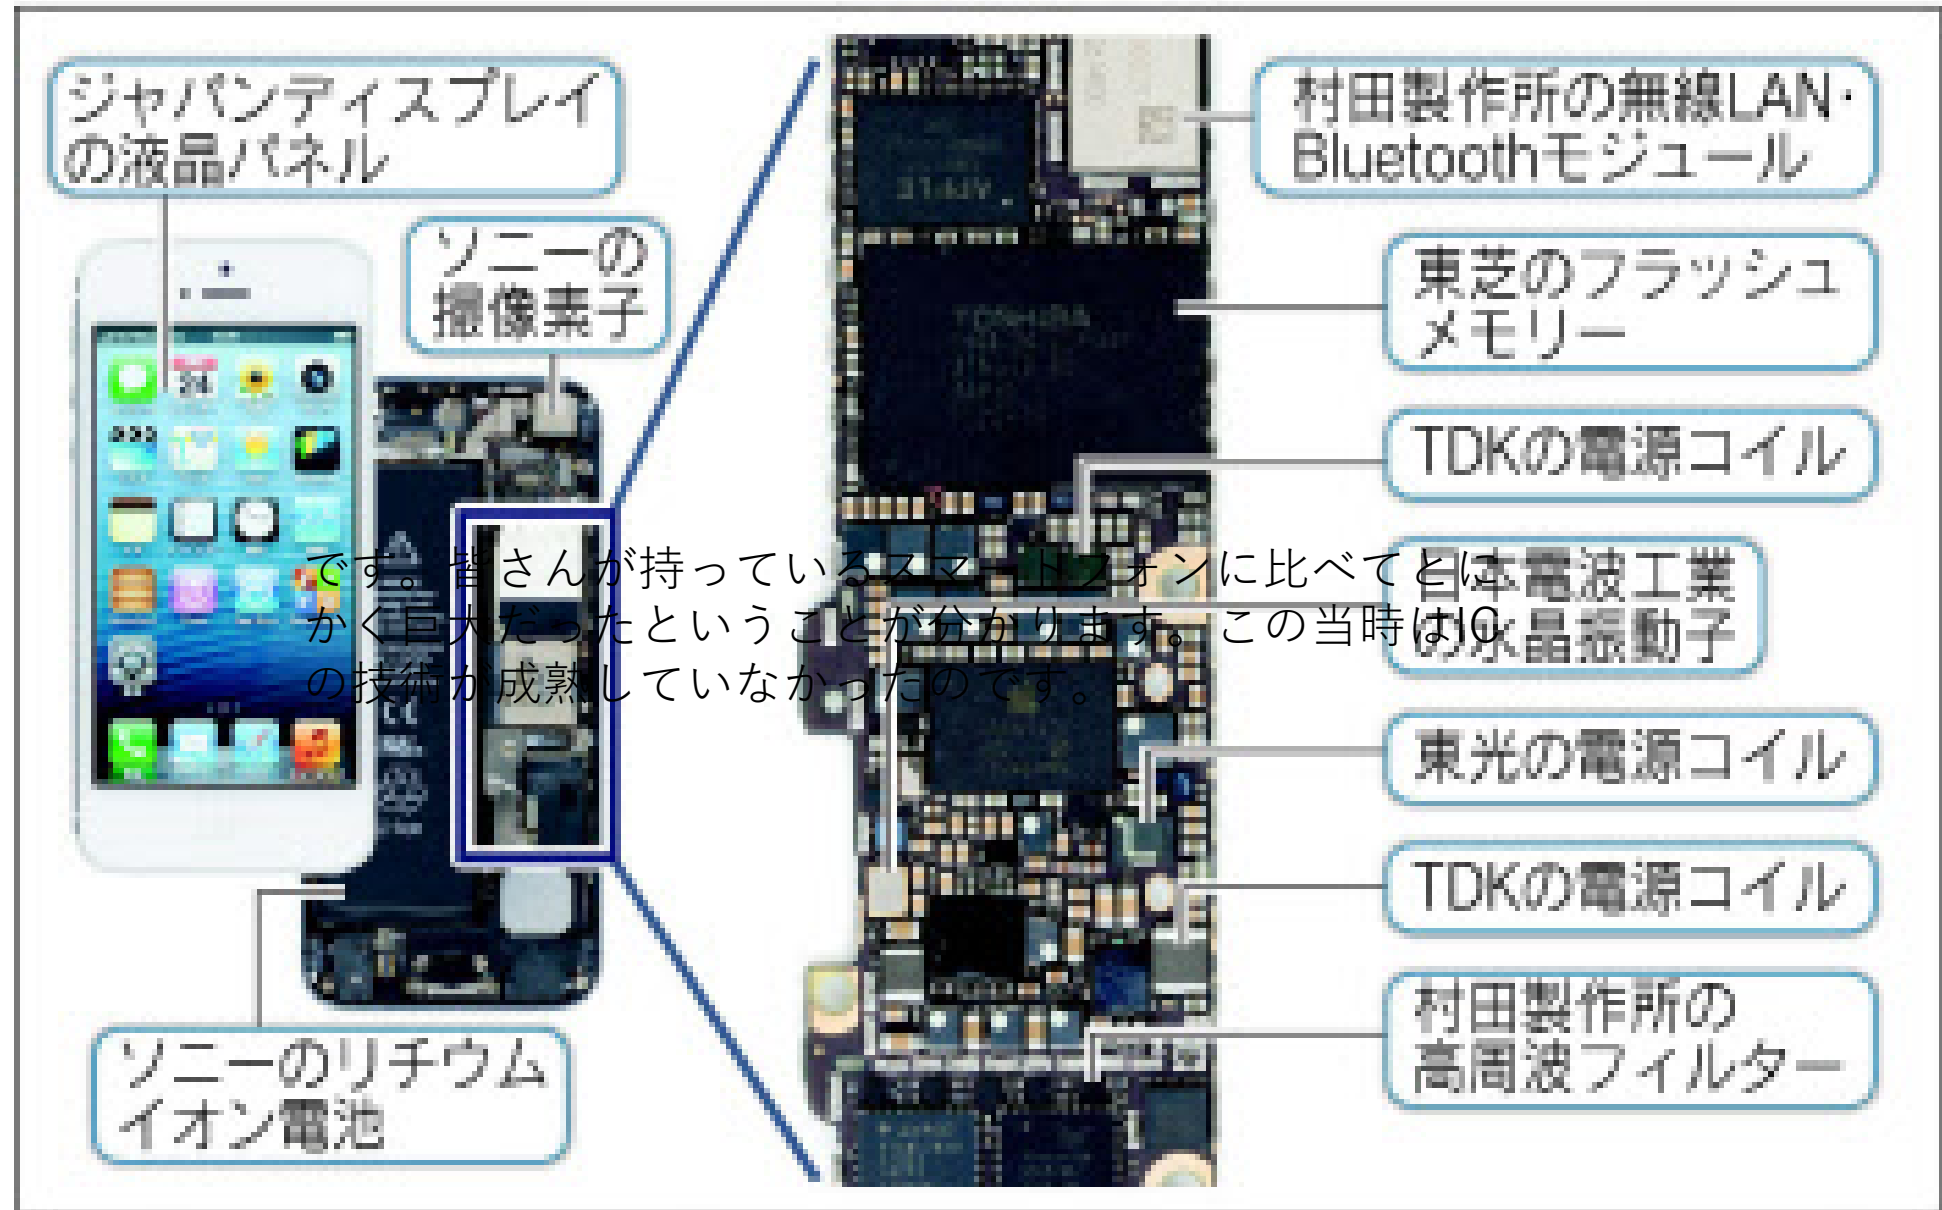 ジャパンディスプレイ
の液晶パネル
ソニーの
撮像素子
村田製作所の無線LAN・
Bluetoothモジュール
東芝のフラッシュ
メモリー
TDKの電源コイル
日本電波工業
の水晶振動子
です。皆さんが持っているスマートフォンに比べてとに
かく巨大だったということが分かります。この当時はIC
の技術が成熟していなかったのです。
東光の電源コイル
TDKの電源コイル
村田製作所の
高周波フィルター
ソニーのリチウム
イオン電池
TOSHIBA
24